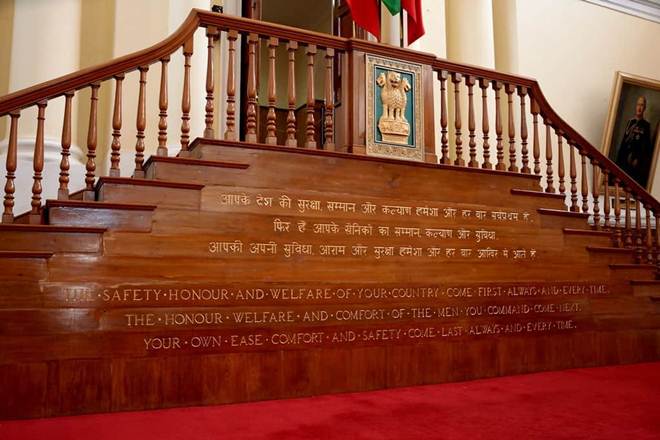 आपके देश की सुरक्षा, सम्मान और कल्याण हमेशा और हर बार सर्वप्रथम है.
फिर हैं आपके सैनिकों का सम्मान, कल्याण और सुविधा.
आपकी अपनी सुविधा, आराम और सुरक्षा हमेशा और हर बार आखिर में आते हैं.
THE·SAFETY·HONOUR·AND·WELFARE·OF·YOUR·COUNTRY·COME·FIRST·ALWAYS·AND·EVERY·TIME.
THE·HONOUR·WELFARE·AND·COMFORT·OF·THE·MEN·YOU·COMMAND·COME·NEXT.
YOUR·OWN·EASE·COMFORT·AND·SAFETY·COME·LAST·ALWAYS·AND·EVERY·TIME.